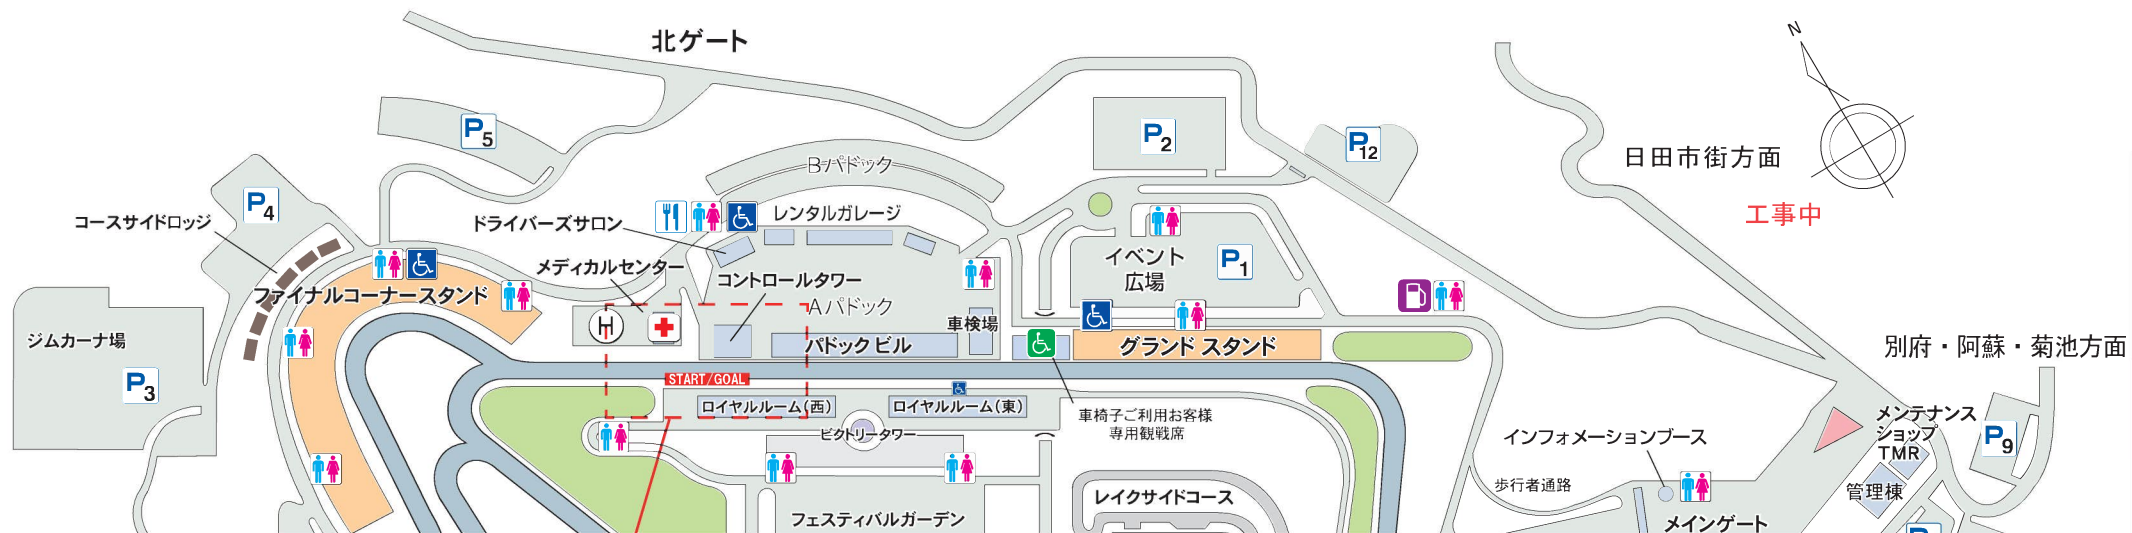 北ゲート
N
P5
P2
P12
日田市街方面
工事中
Bパドック
P4
コースサイドロッジ
ドライバーズサロン
レンタルガレージ
イベント
広場
P1
メディカルセンター
コントロールタワー
ファイナルコーナースタンド
Aパドック
H
車検場
ジムカーナ場
パドックビル
グランド スタンド
別府・阿蘇・菊池方面
P3
START/GOAL
ロイヤルルーム(西)
ロイヤルルーム(東)
車椅子ご利用お客様
専用観戦席
ビクトリータワー
メンテナンス
ショップ
TMR
P9
インフォメーションブース
歩行者通路
管理棟
レイクサイドコース
フェスティバルガーデン
メインゲート